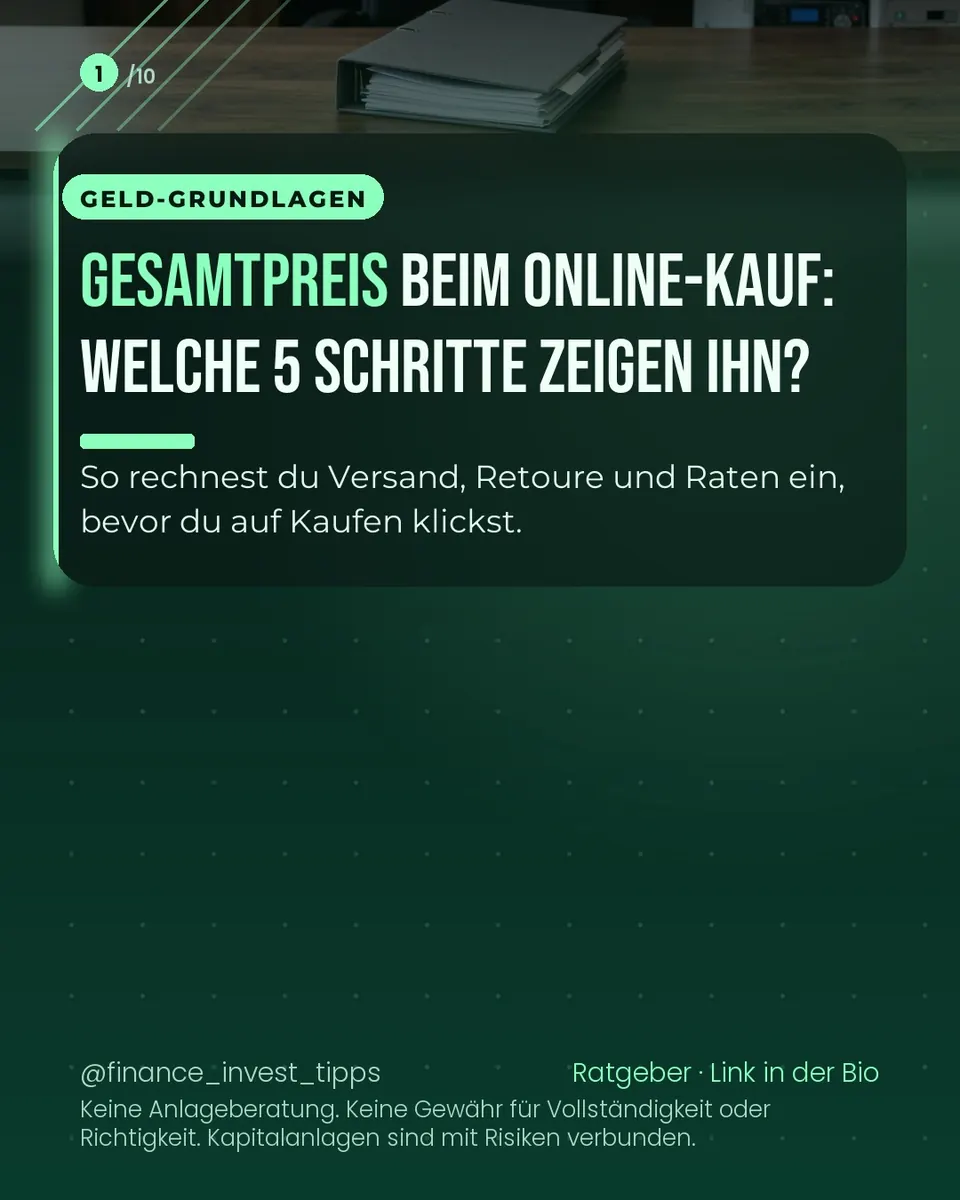 1 /10
GELD-GRUNDLAGEN
GESAMTPREIS BEIM ONLINE-KAUF:
WELCHE 5 SCHRITTE ZEIGEN IHN?
So rechnest du Versand, Retoure und Raten ein,
bevor du auf Kaufen klickst.
@finance_invest_tipps
Ratgeber · Link in der Bio
Keine Anlageberatung. Keine Gewähr für Vollständigkeit oder
Richtigkeit. Kapitalanlagen sind mit Risiken verbunden.